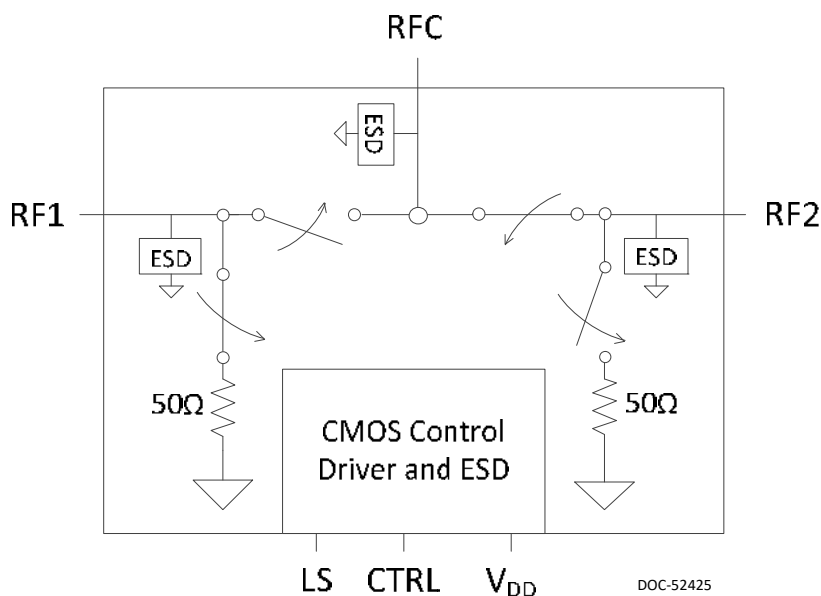 RFC
ESD
RF1
RF2
ESD
ESD
50Ω
50Ω
CMOS Control
Driver and ESD
LS CTRL VDD
DOC-52425